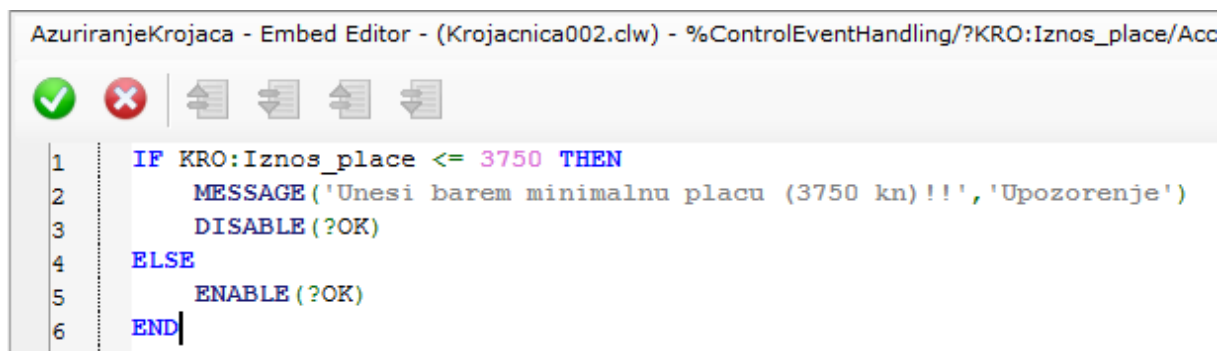 AzuriranjeKrojaca - Embed Editor - (Krojacnica002.clw) - %ControlEventHandling/?KRO:Iznos_place/Acc
1 IF KRO:Iznos_place <= 3750 THEN
2 MESSAGE('Unesi barem minimalnu placu (3750 kn)!!','Upozorenje')
3 DISABLE(?OK)
4 ELSE
5 ENABLE(?OK)
6 END